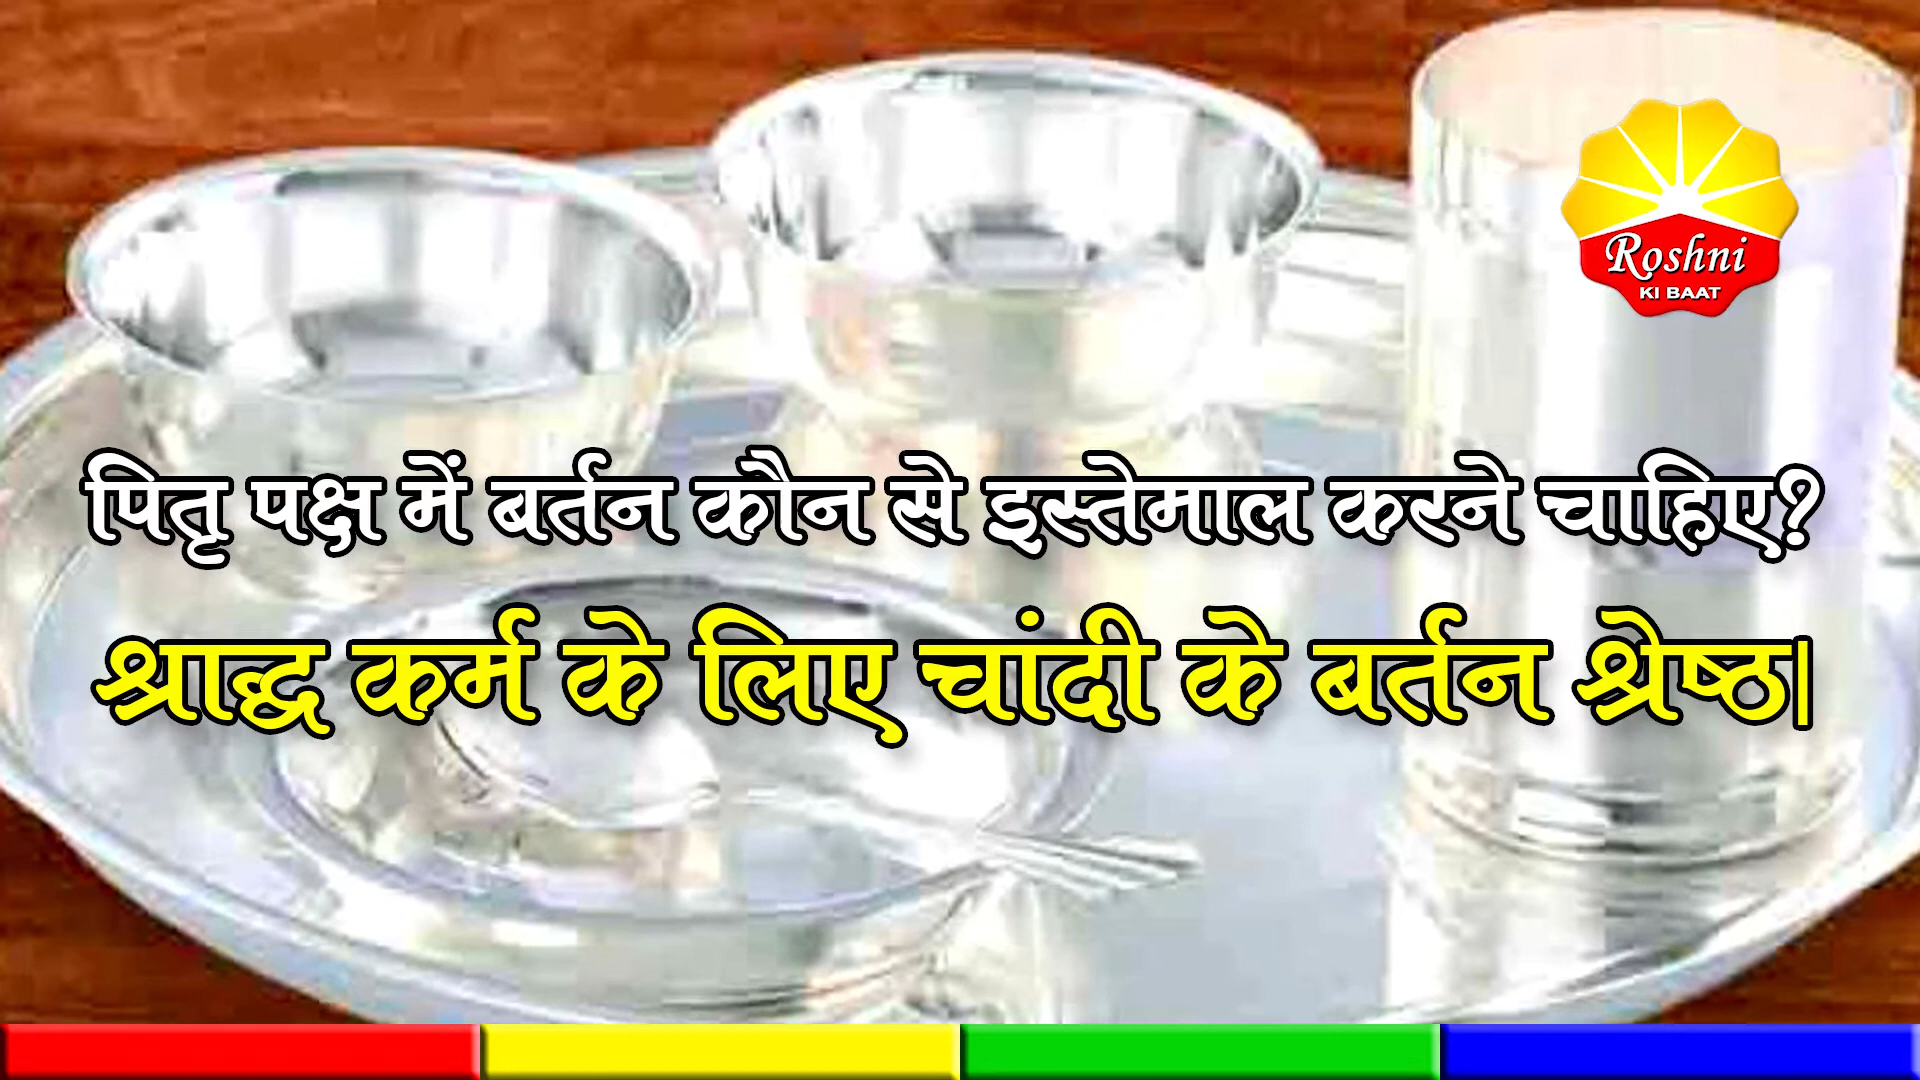 Roshni
KI BAAT
पितृ पक्ष में बर्तन कौन से इस्तेमाल करने चाहिए?
श्राद्ध कर्म के लिए चांदी के बर्तन श्रेष्ठ|